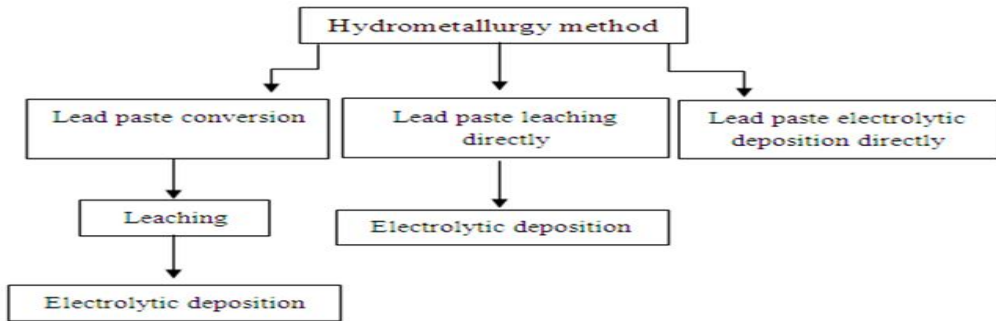 Hydrometallurgy method
Lead paste conversion
Lead paste leaching
directly
Lead paste electrolytic
deposition directly
Leaching
Electrolytic deposition
Electrolytic deposition